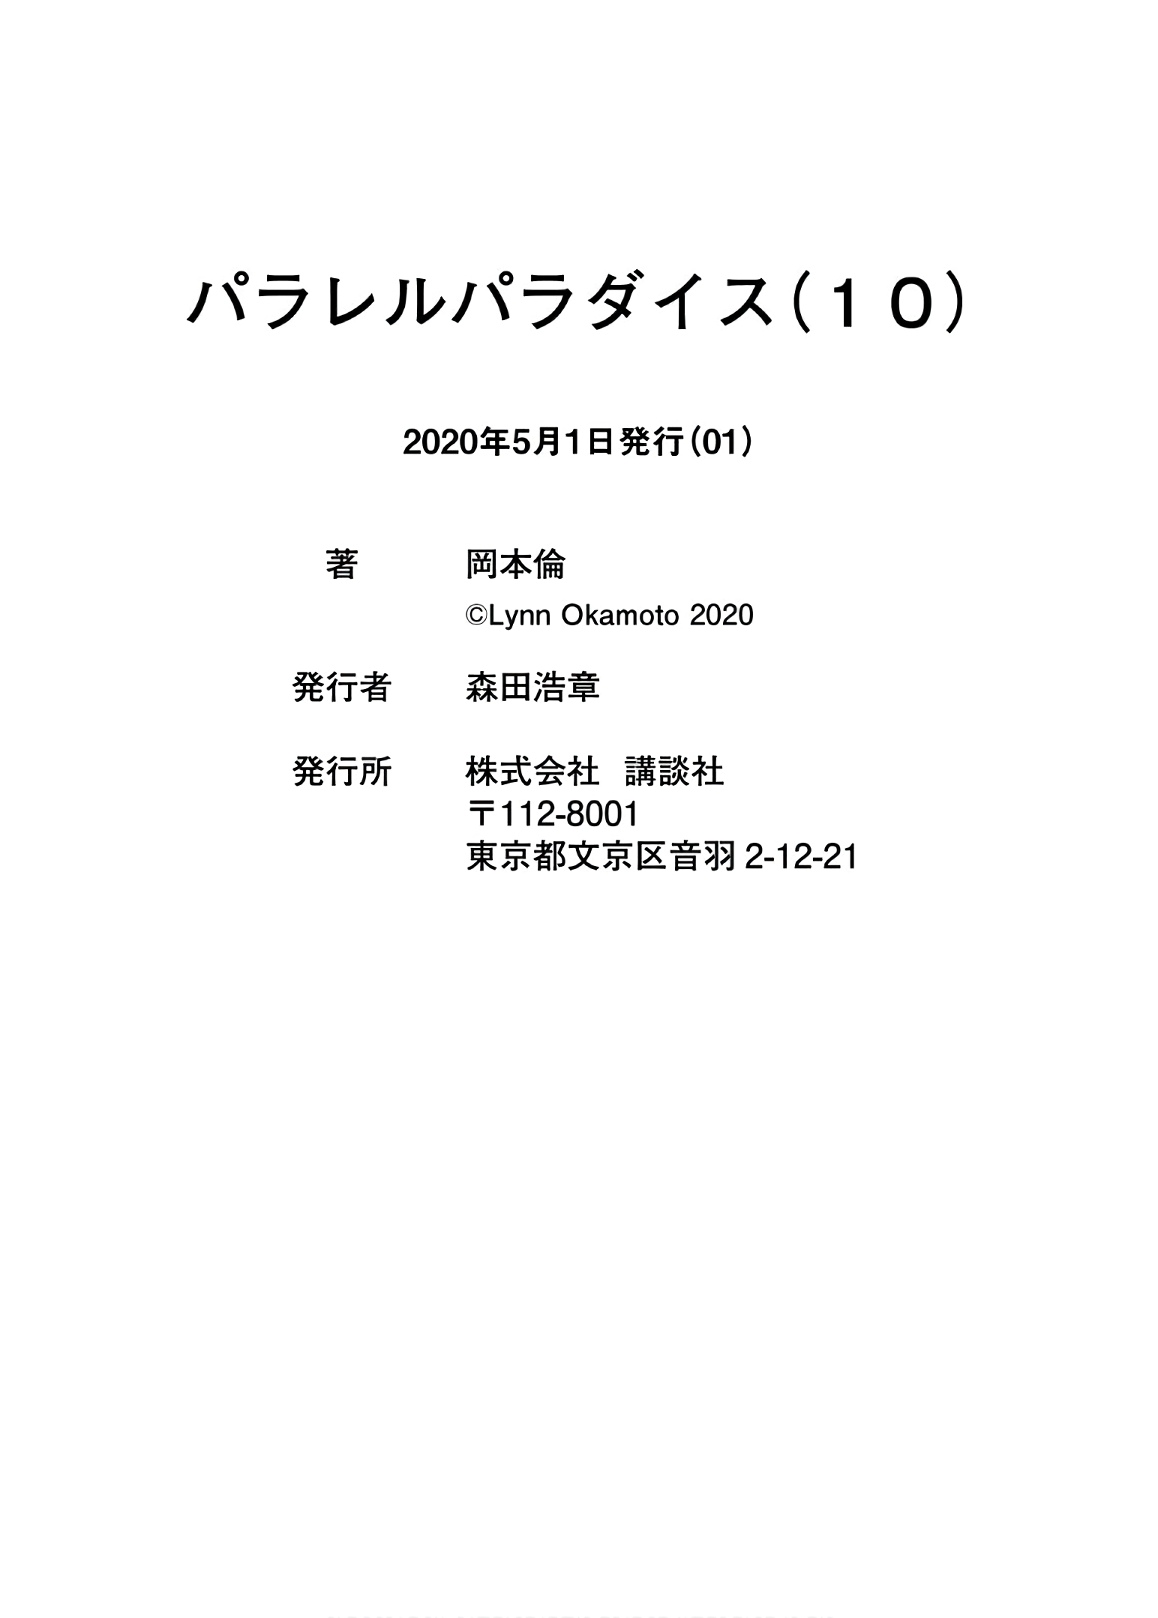 パラレルパラダイス(１０)
2020年5月1日発行(01)
著 岡本倫
©Lynn Okamoto 2020
発行者 森田浩章
発行所 株式会社 講談社
〒112-8001
東京都文京区音羽 2-12-21